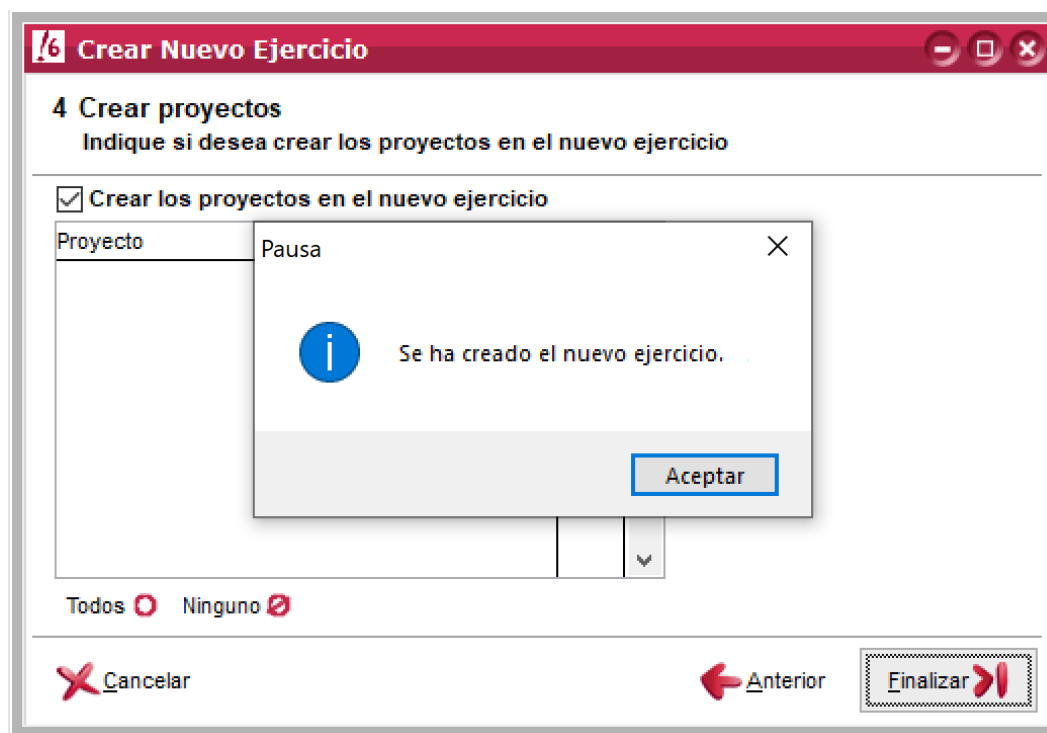 Crear Nuevo Ejercicio
4 Crear proyectos
Indique si desea crear los proyectos en el nuevo ejercicio
Crear los proyectos en el nuevo ejercicio
Proyecto
Pausa
Se ha creado el nuevo ejercicio.
Aceptar
Todos Ninguno
Cancelar Anterior Finalizar